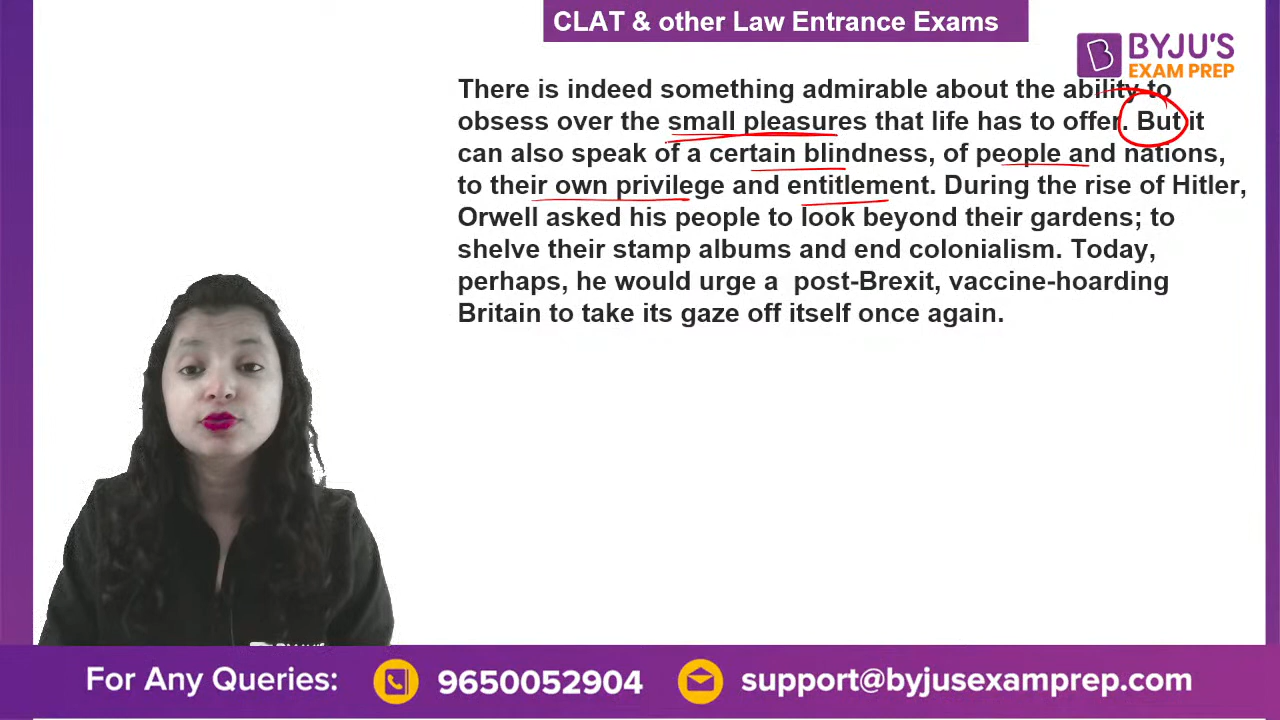 CLAT & other Law Entrance Exams
BYJU'S
EXAM PREP
There is indeed something admirable about the ability to
obsess over the small pleasures that life has to offer. But it
can also speak of a certain blindness, of people and nations,
to their own privilege and entitlement. During the rise of Hitler,
Orwell asked his people to look beyond their gardens; to
shelve their stamp albums and end colonialism. Today,
perhaps, he would urge a post-Brexit, vaccine-hoarding
Britain to take its gaze off itself once again.
For Any Queries: 9650052904 support@byjusexamprep.com